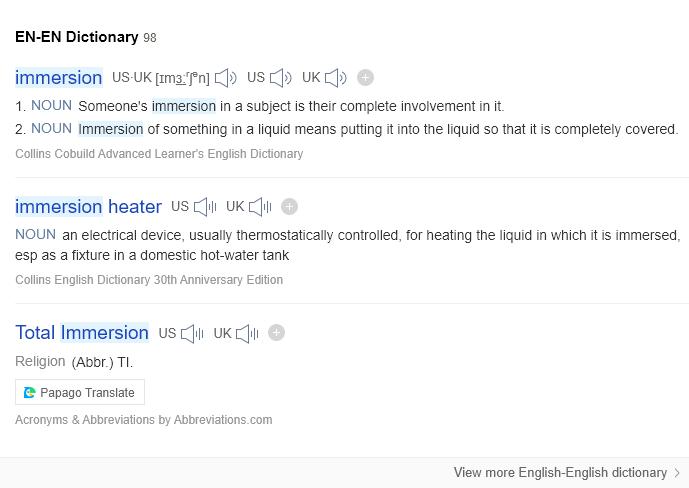 EN-EN Dictionary 98
immersion US·UK [ɪmɜːʳʃᵊn] US UK
1. NOUN Someone's immersion in a subject is their complete involvement in it.
2. NOUN Immersion of something in a liquid means putting it into the liquid so that it is completely covered.
Collins Cobuild Advanced Learner's English Dictionary
immersion heater US UK
NOUN an electrical device, usually thermostatically controlled, for heating the liquid in which it is immersed,
esp as a fixture in a domestic hot-water tank
Collins English Dictionary 30th Anniversary Edition
Total Immersion US UK
Religion (Abbr.) TI.
Papago Translate
Acronyms & Abbreviations by Abbreviations.com
View more English-English dictionary